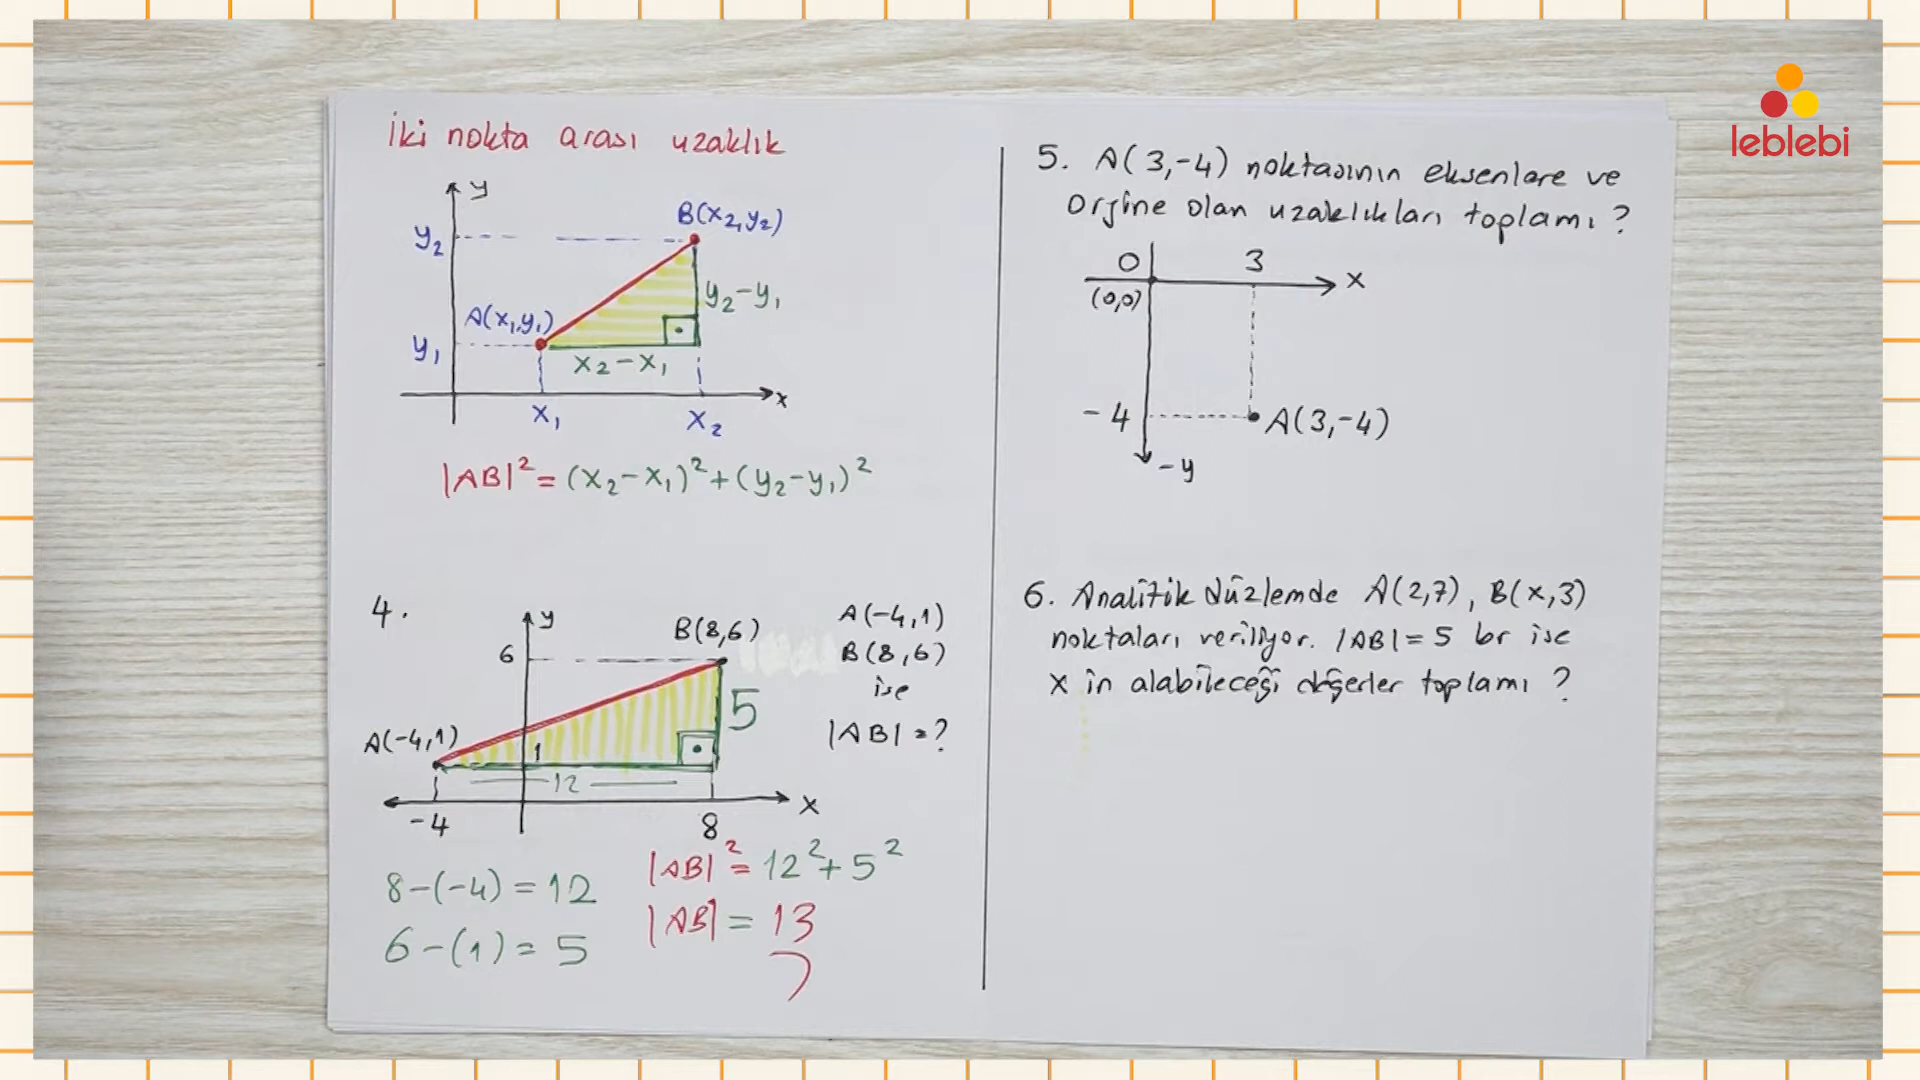 leblebi
İki nokta arası uzaklık
y
B(x₂,y₂)
y₂
y₂-y₁
A(x₁,y₁)
y₁
x₂-x₁
x
x₁
x₂
|AB|²=(x₂-x₁)²+(y₂-y₁)²
4.
y
B(8,6)
6
A(-4,1)
B(8,6)
ise
|AB|=?
5
A(-4,1)
1
12
x
-4
8
8-(-4)=12
6-(1)=5
|AB|²=12²+5²
|AB|=13
5. A(3,-4) noktasının eksenlere ve
Orjine olan uzaklıkları toplamı ?
0
3
x
(0,0)
-4
A(3,-4)
-y
6. Analitik düzlemde A(2,7), B(x,3)
noktaları veriliyor. |AB|=5 br ise
x in alabileceği değerler toplamı ?